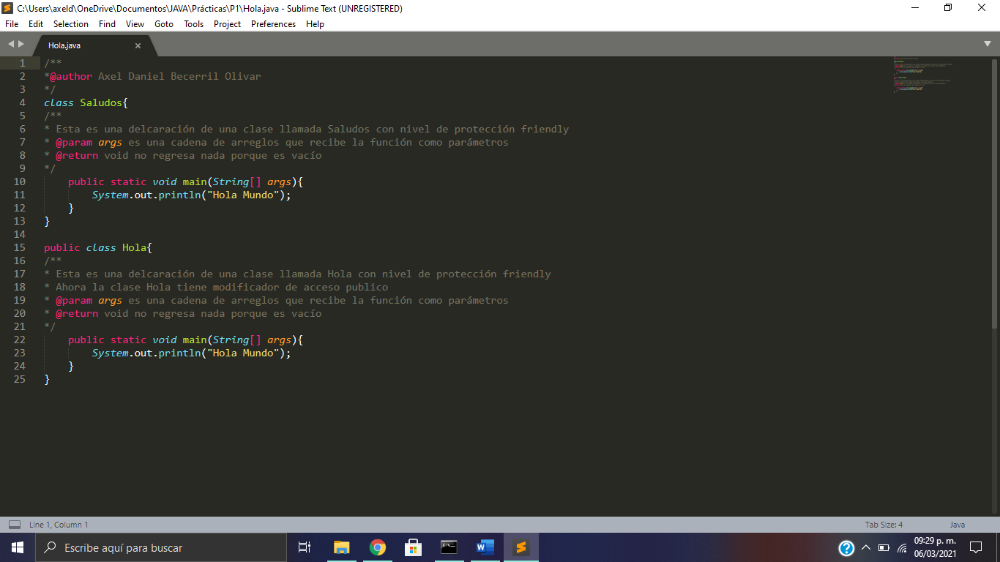 C:\Users\axeld\OneDrive\Documentos\JAVA\Prácticas\P1\Hola.java - Sublime Text (UNREGISTERED)
File Edit Selection Find View Goto Tools Project Preferences Help
Hola.java
1 /**
2 *@author Axel Daniel Becerril Olivar
3 */
4 class Saludos{
5 /**
6 * Esta es una delcaración de una clase llamada Saludos con nivel de protección friendly
7 * @param args es una cadena de arreglos que recibe la función como parámetros
8 * @return void no regresa nada porque es vacío
9 */
10 public static void main(String[] args){
11 System.out.println("Hola Mundo");
12 }
13 }
14
15 public class Hola{
16 /**
17 * Esta es una delcaración de una clase llamada Hola con nivel de protección friendly
18 * Ahora la clase Hola tiene modificador de acceso publico
19 * @param args es una cadena de arreglos que recibe la función como parámetros
20 * @return void no regresa nada porque es vacío
21 */
22 public static void main(String[] args){
23 System.out.println("Hola Mundo");
24 }
25 }
Line 1, Column 1 Tab Size: 4 Java
Escribe aquí para buscar
09:29 p. m.
06/03/2021